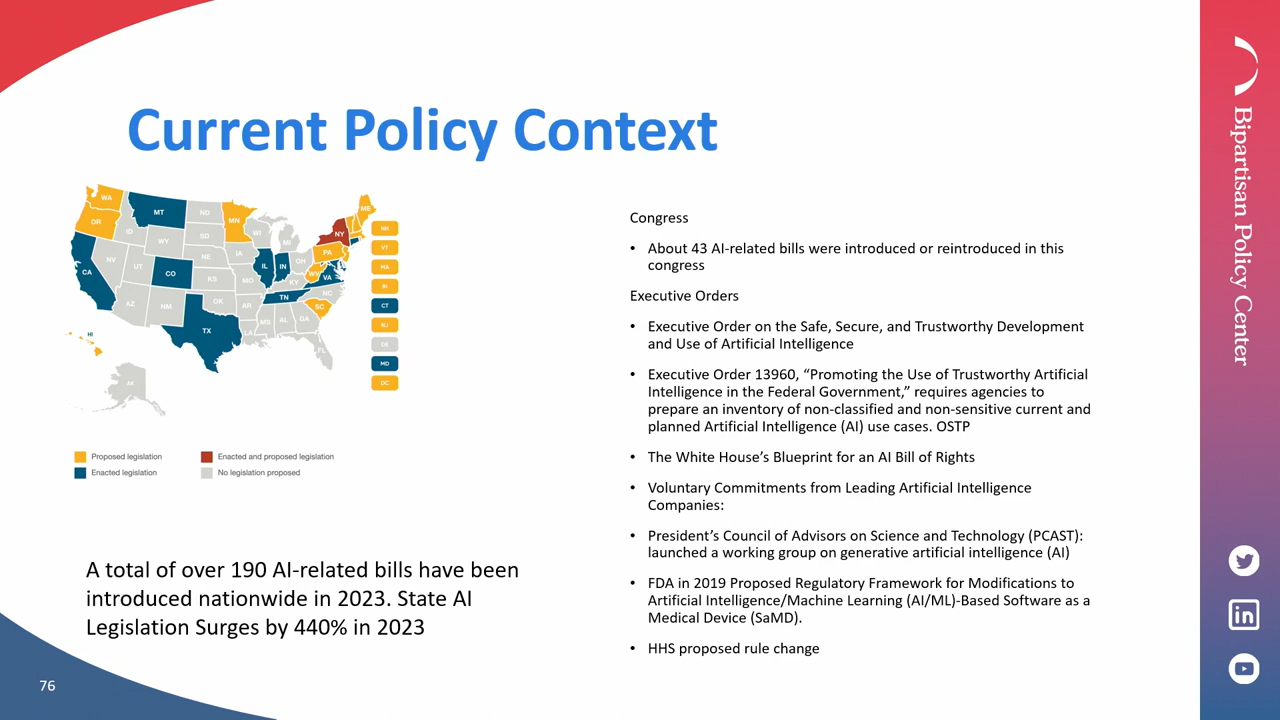 Current Policy Context
WA
OR
CA
NV
ID
MT
WY
UT
AZ
CO
NM
ND
SD
NE
KS
OK
TX
MN
IA
MO
AR
LA
WI
IL
MI
IN
OH
KY
TN
MS
AL
GA
FL
SC
NC
VA
WV
PA
NY
ME
HI
AK
NH
VT
MA
RI
CT
NJ
DE
MD
DC
Proposed legislation
Enacted and proposed legislation
Enacted legislation
No legislation proposed
A total of over 190 AI-related bills have been
introduced nationwide in 2023. State AI
Legislation Surges by 440% in 2023
76
Congress
• About 43 AI-related bills were introduced or reintroduced in this
congress
Executive Orders
• Executive Order on the Safe, Secure, and Trustworthy Development
and Use of Artificial Intelligence
• Executive Order 13960, “Promoting the Use of Trustworthy Artificial
Intelligence in the Federal Government,” requires agencies to
prepare an inventory of non-classified and non-sensitive current and
planned Artificial Intelligence (AI) use cases. OSTP
• The White House’s Blueprint for an AI Bill of Rights
• Voluntary Commitments from Leading Artificial Intelligence
Companies:
• President’s Council of Advisors on Science and Technology (PCAST):
launched a working group on generative artificial intelligence (AI)
• FDA in 2019 Proposed Regulatory Framework for Modifications to
Artificial Intelligence/Machine Learning (AI/ML)-Based Software as a
Medical Device (SaMD).
• HHS proposed rule change
Bipartisan Policy Center
in